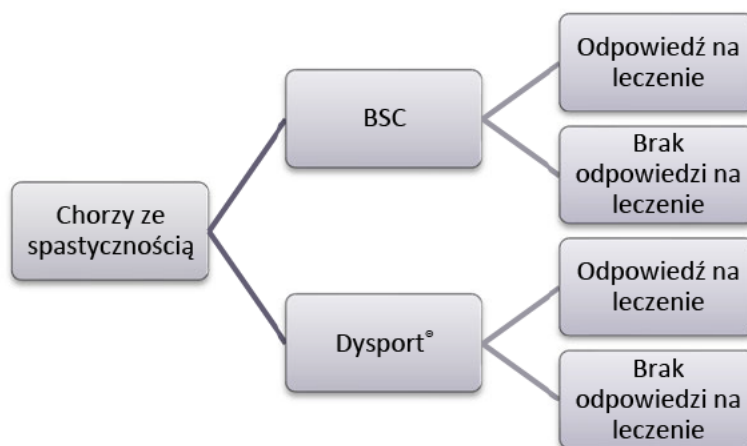 Chorzy ze
spastycznością
BSC
Odpowiedź na
leczenie
Brak
odpowiedzi na
leczenie
Dysport®
Odpowiedź na
leczenie
Brak
odpowiedzi na
leczenie